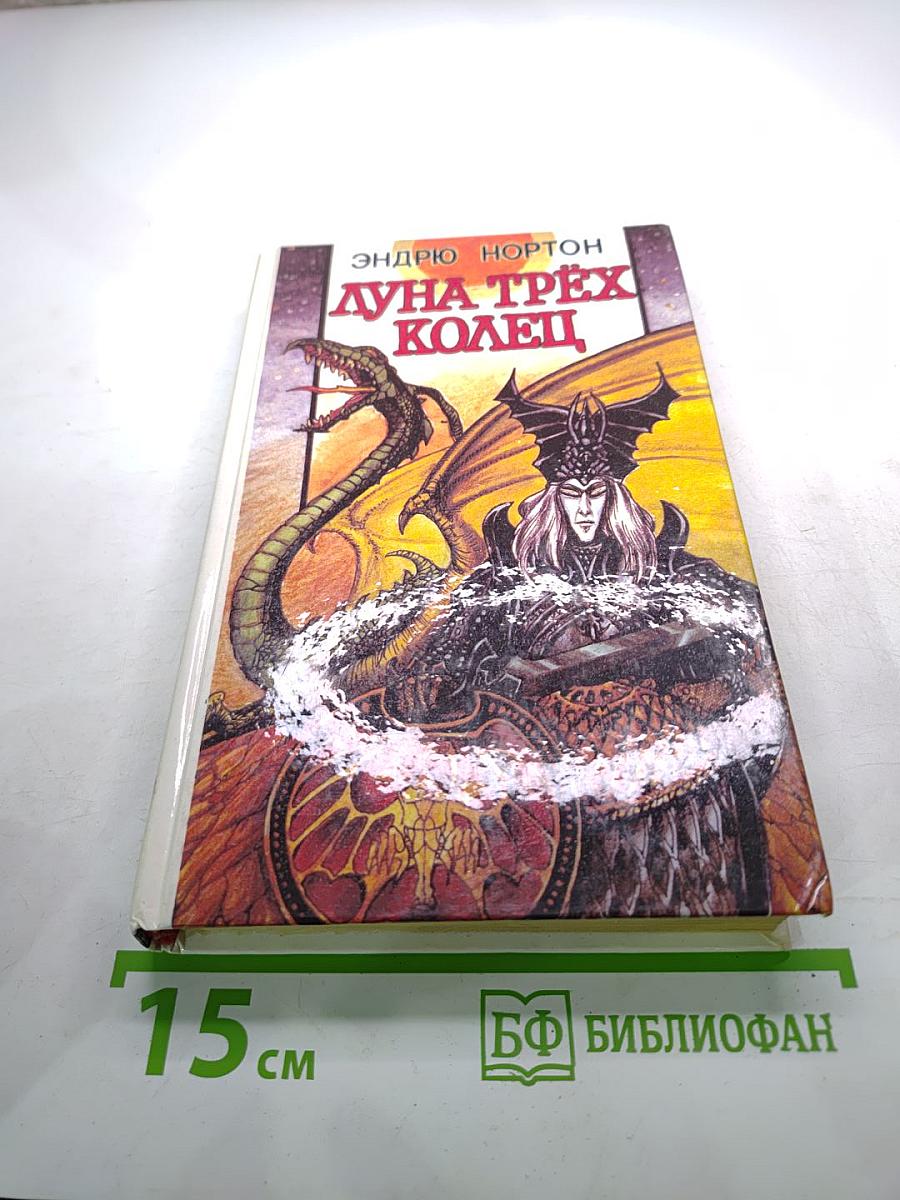 ЭНДРЮ НОРТОН
ЛУНА ТРЁХ
КОЛЕЦ
15 см
БФ БИБЛИОФАН